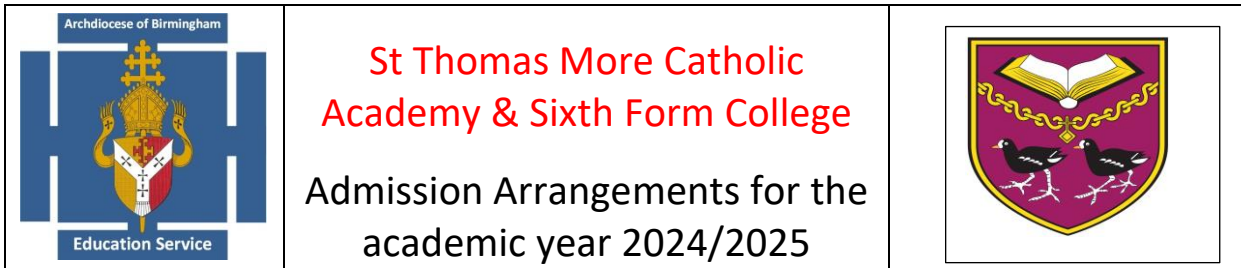 Archdiocese of Birmingham
Education Service
St Thomas More Catholic
Academy & Sixth Form College
Admission Arrangements for the
academic year 2024/2025